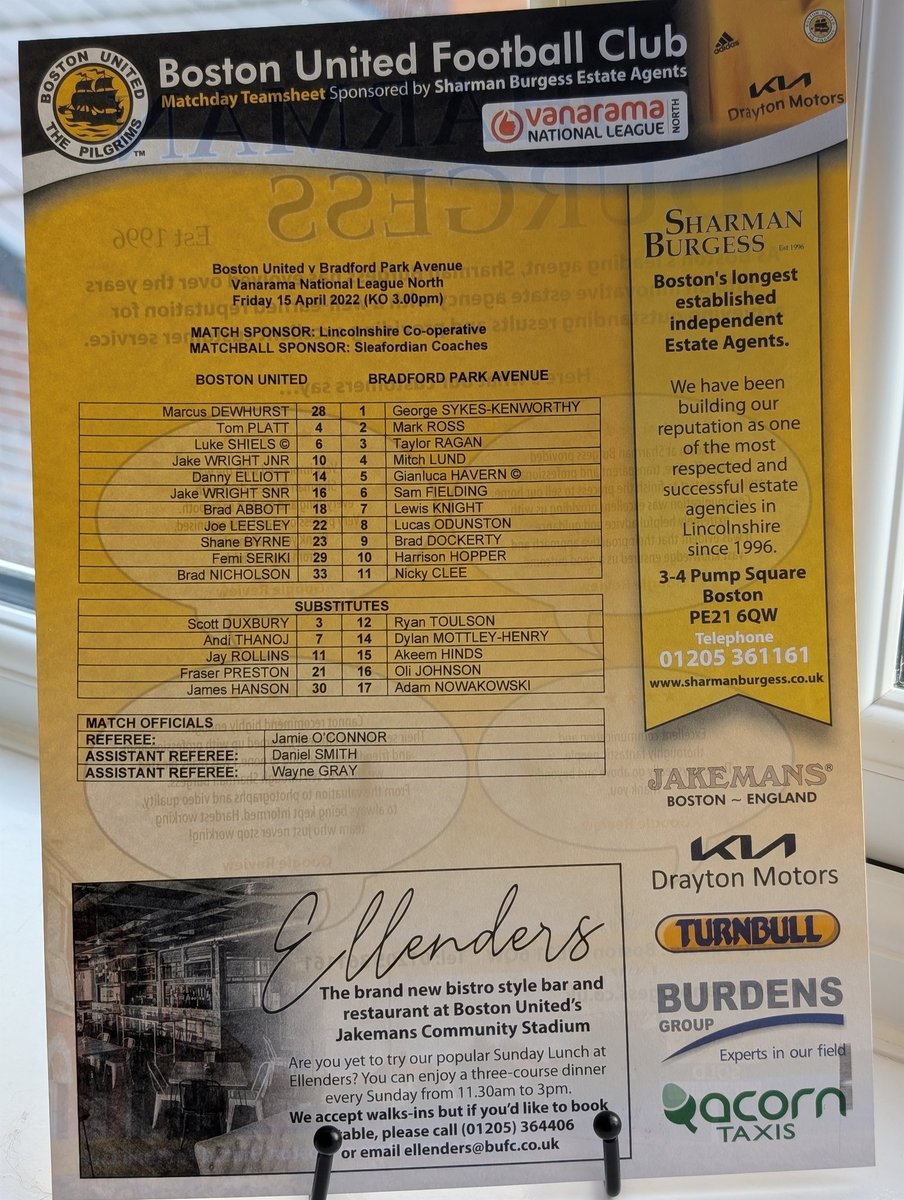 BOSTON UNITED
THE PILGRIMS
TM
Boston United Football Club
Matchday Teamsheet Sponsored by Sharman Burgess Estate Agents
vanarama
NATIONAL LEAGUE NORTH
adidas
KIA
Drayton Motors
Boston United v Bradford Park Avenue
Vanarama National League North
Friday 15 April 2022 (KO 3.00pm)
MATCH SPONSOR: Lincolnshire Co-operative
MATCHBALL SPONSOR: Sleafordian Coaches
BOSTON UNITED BRADFORD PARK AVENUE
Marcus DEWHURST 28 1 George SYKES-KENWORTHY
Tom PLATT 4 2 Mark ROSS
Luke SHIELS © 6 3 Taylor RAGAN
Jake WRIGHT JNR 10 4 Mitch LUND
Danny ELLIOTT 14 5 Gianluca HAVERN ©
Jake WRIGHT SNR 16 6 Sam FIELDING
Brad ABBOTT 18 7 Lewis KNIGHT
Joe LEESLEY 22 8 Lucas ODUNSTON
Shane BYRNE 23 9 Brad DOCKERTY
Femi SERIKI 29 10 Harrison HOPPER
Brad NICHOLSON 33 11 Nicky CLEE
SUBSTITUTES
Scott DUXBURY 3 12 Ryan TOULSON
Andi THANOJ 7 14 Dylan MOTTLEY-HENRY
Jay ROLLINS 11 15 Akeem HINDS
Fraser PRESTON 21 16 Oli JOHNSON
James HANSON 30 17 Adam NOWAKOWSKI
MATCH OFFICIALS
REFEREE: Jamie O'CONNOR
ASSISTANT REFEREE: Daniel SMITH
ASSISTANT REFEREE: Wayne GRAY
SHARMAN
BURGESS Est 1996
Boston's longest
established
independent
Estate Agents.
We have been
building our
reputation as one
of the most
respected and
successful estate
agencies in
Lincolnshire
since 1996.
3-4 Pump Square
Boston
PE21 6QW
Telephone
01205 361161
www.sharmanburgess.co.uk
JAKEMANS®
BOSTON ~ ENGLAND
KIA
Drayton Motors
TURNBULL
BURDENS
GROUP
Experts in our field
acorn
TAXIS
Ellenders
The brand new bistro style bar and
restaurant at Boston United's
Jakemans Community Stadium
Are you yet to try our popular Sunday Lunch at
Ellenders? You can enjoy a three-course dinner
every Sunday from 11.30am to 3pm.
We accept walks-ins but if you'd like to book
able, please call (01205) 364406
or email ellenders@bufc.co.uk